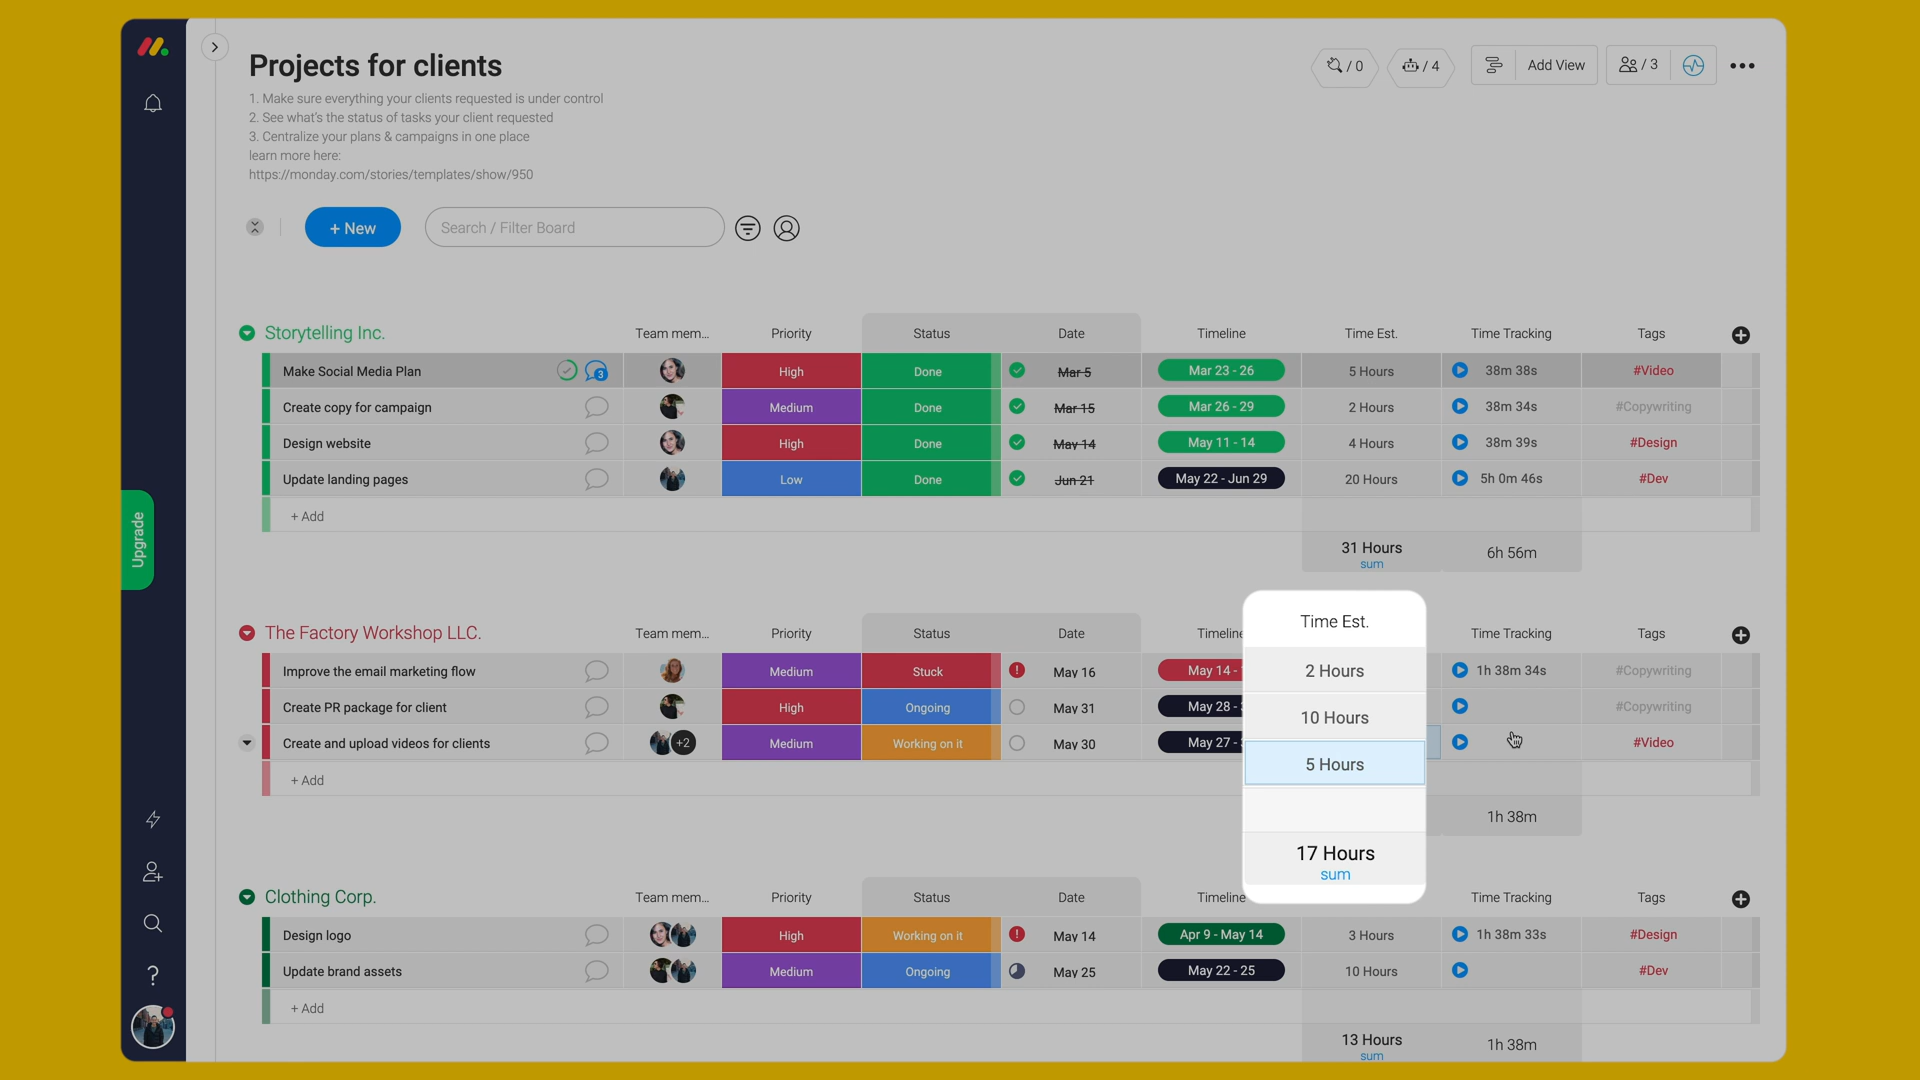 Projects for clients
1. Make sure everything your clients requested is under control
2. See what's the status of tasks your client requested
3. Centralize your plans & campaigns in one place
learn more here:
https://monday.com/stories/templates/show/950
/ 0
/ 4
Add View
/ 3
+ New
Search / Filter Board
Upgrade
Storytelling Inc. Team mem... Priority Status Date Timeline Time Est. Time Tracking Tags
Make Social Media Plan 3 High Done Mar 5 Mar 23 - 26 5 Hours 38m 38s #Video
Create copy for campaign Medium Done Mar 15 Mar 26 - 29 2 Hours 38m 34s #Copywriting
Design website High Done May 14 May 11 - 14 4 Hours 38m 39s #Design
Update landing pages Low Done Jun 21 May 22 - Jun 29 20 Hours 5h 0m 46s #Dev
+ Add
31 Hours 6h 56m
sum
The Factory Workshop LLC. Team mem... Priority Status Date Timeline Time Est. Time Tracking Tags
Improve the email marketing flow Medium Stuck ! May 16 May 14 - 2 Hours 1h 38m 34s #Copywriting
Create PR package for client High Ongoing May 31 May 28 - 10 Hours #Copywriting
Create and upload videos for clients +2 Medium Working on it May 30 May 27 - 5 Hours #Video
+ Add
17 Hours 1h 38m
sum
Clothing Corp. Team mem... Priority Status Date Timeline Time Tracking Tags
Design logo High Working on it ! May 14 Apr 9 - May 14 3 Hours 1h 38m 33s #Design
Update brand assets Medium Ongoing May 25 May 22 - 25 10 Hours #Dev
+ Add
13 Hours 1h 38m
sum
?